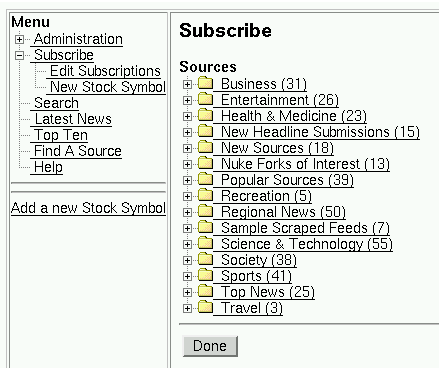 Menu
Administration
Subscribe
Edit Subscriptions
New Stock Symbol
Search
Latest News
Top Ten
Find A Source
Help
Add a new Stock Symbol
Subscribe
Sources
Business (31)
Entertainment (26)
Health & Medicine (23)
New Headline Submissions (15)
New Sources (18)
Nuke Forks of Interest (13)
Popular Sources (39)
Recreation (5)
Regional News (50)
Sample Scraped Feeds (7)
Science & Technology (55)
Society (38)
Sports (41)
Top News (25)
Travel (3)
Done